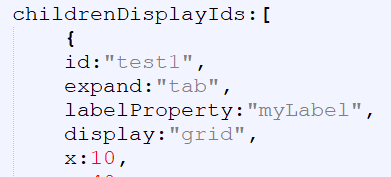 childrenDisplayIds:[
{
id:"test1",
expand:"tab",
labelProperty:"myLabel",
display:"grid",
x:10,